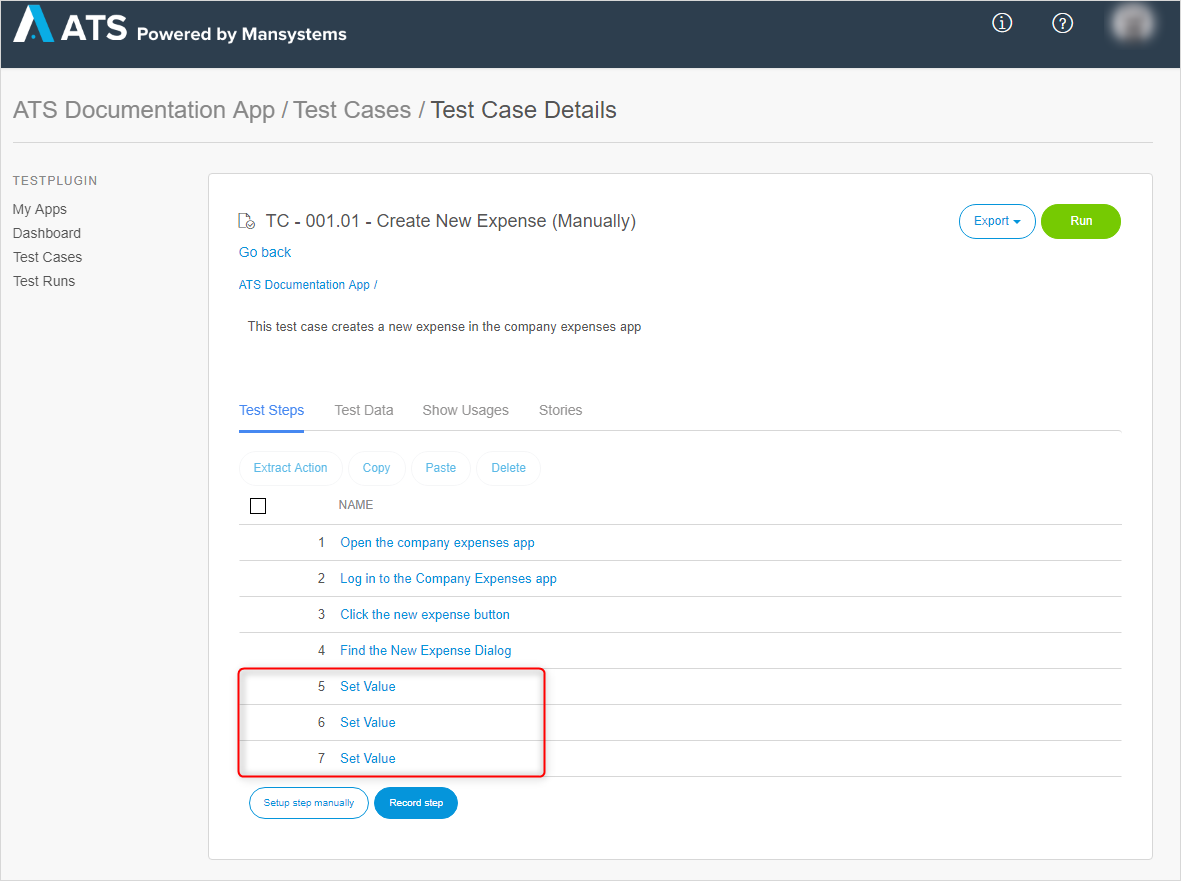 ATS Powered by Mansystems
ATS Documentation App / Test Cases / Test Case Details
TESTPLUGIN
My Apps
Dashboard
Test Cases
Test Runs
TC - 001.01 - Create New Expense (Manually)
Export
Run
Go back
ATS Documentation App /
This test case creates a new expense in the company expenses app
Test Steps Test Data Show Usages Stories
Extract Action Copy Paste Delete
NAME
1 Open the company expenses app
2 Log in to the Company Expenses app
3 Click the new expense button
4 Find the New Expense Dialog
5 Set Value
6 Set Value
7 Set Value
Setup step manually Record step